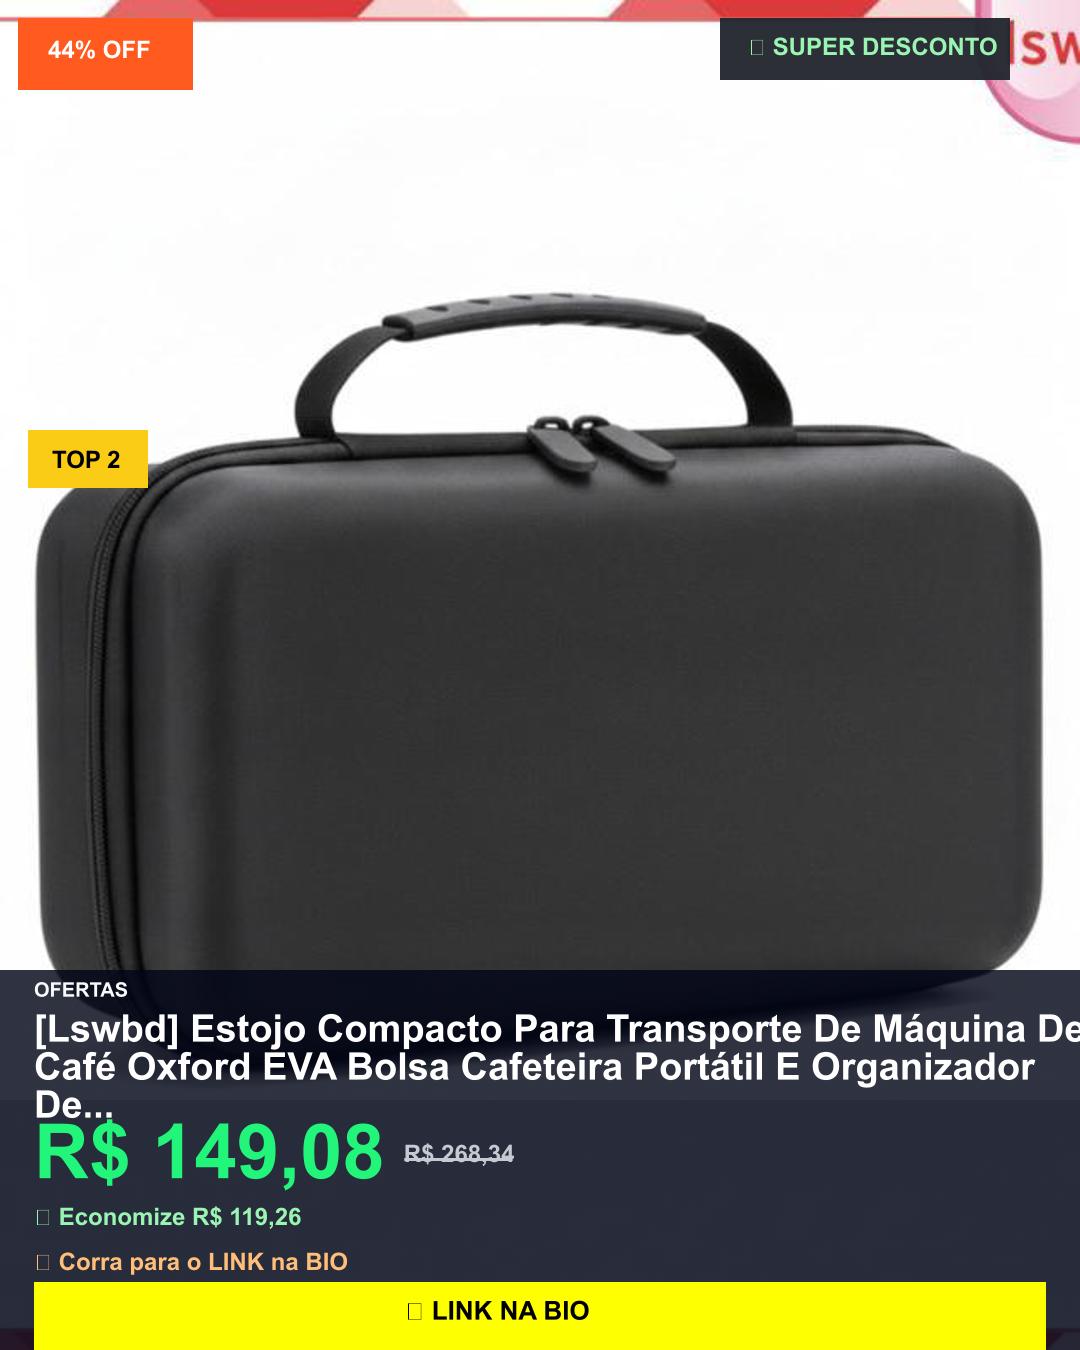 44% OFF
SUPER DESCONTO
lsw
TOP 2
OFERTAS
[Lswbd] Estojo Compacto Para Transporte De Máquina De
Café Oxford EVA Bolsa Cafeteira Portátil E Organizador
De...
R$ 149,08 R$ 268,34
Economize R$ 119,26
Corra para o LINK na BIO
LINK NA BIO